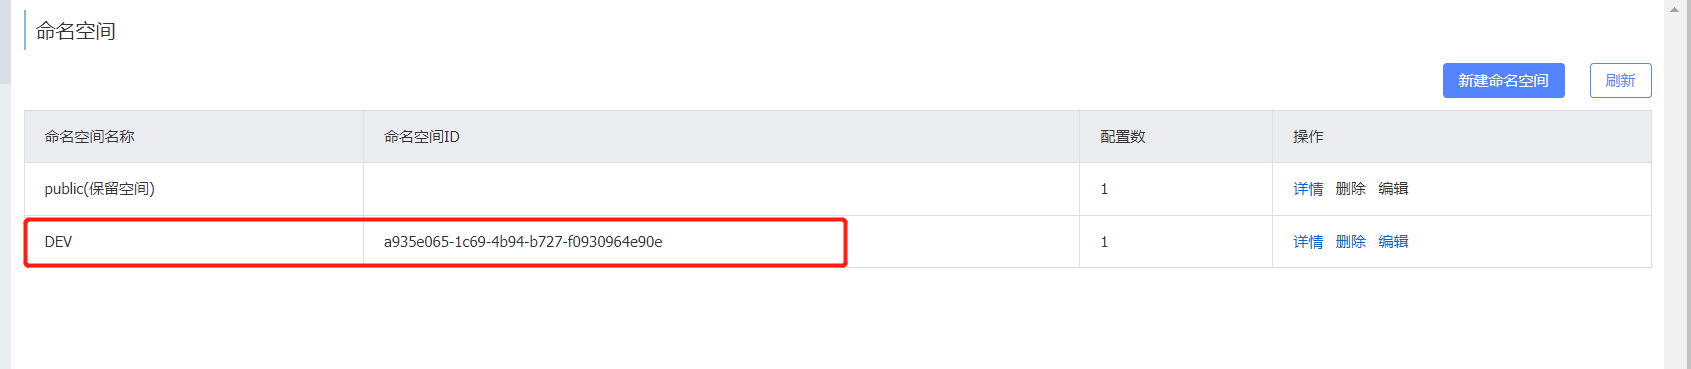 命名空间
新建命名空间 刷新
命名空间名称 命名空间ID 配置数 操作
public(保留空间) 1 详情 删除 编辑
DEV a935e065-1c69-4b94-b727-f0930964e90e 1 详情 删除 编辑